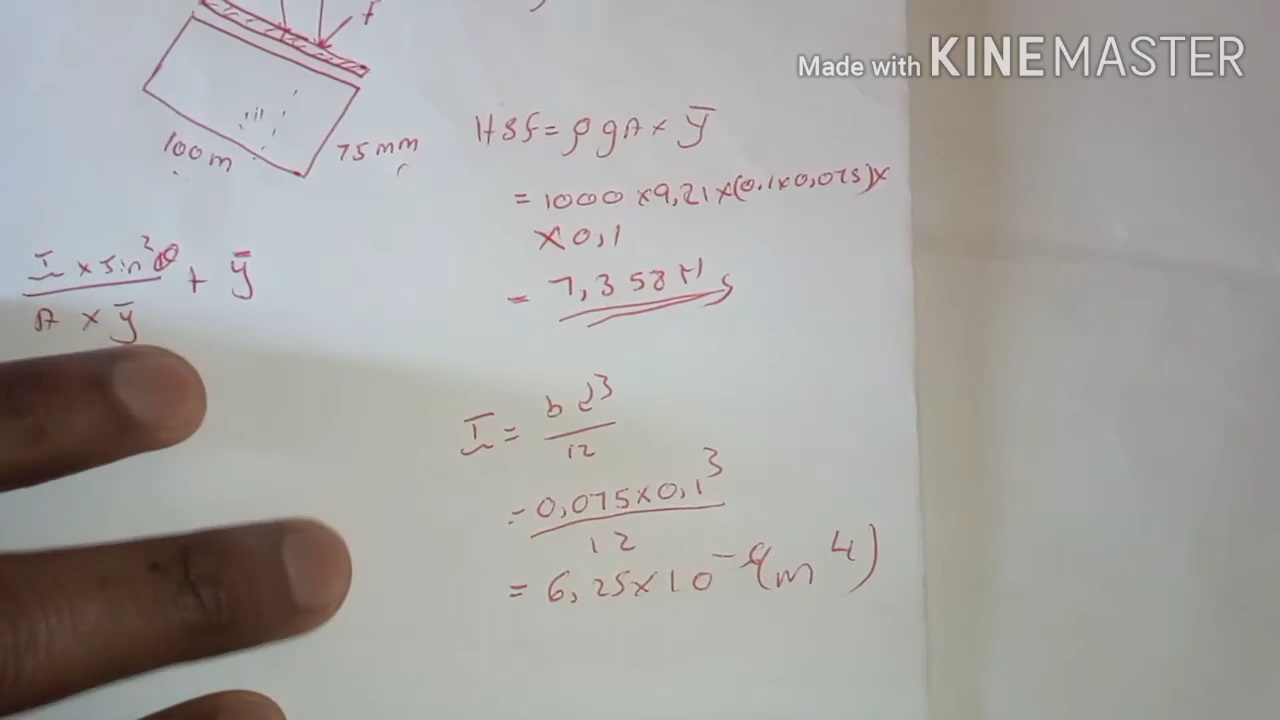 Made with KINEMASTER
F
100m
75mm
HSF = ρgA × ȳ
= 1000 × 9,21 × (0.1×0,075)×
× 0,1
= 7,358 N
I × sin²θ / A × ȳ + ȳ
I = bd³ / 12
= 0,075×0,1³ / 12
= 6,25×10⁻⁶(m⁴)